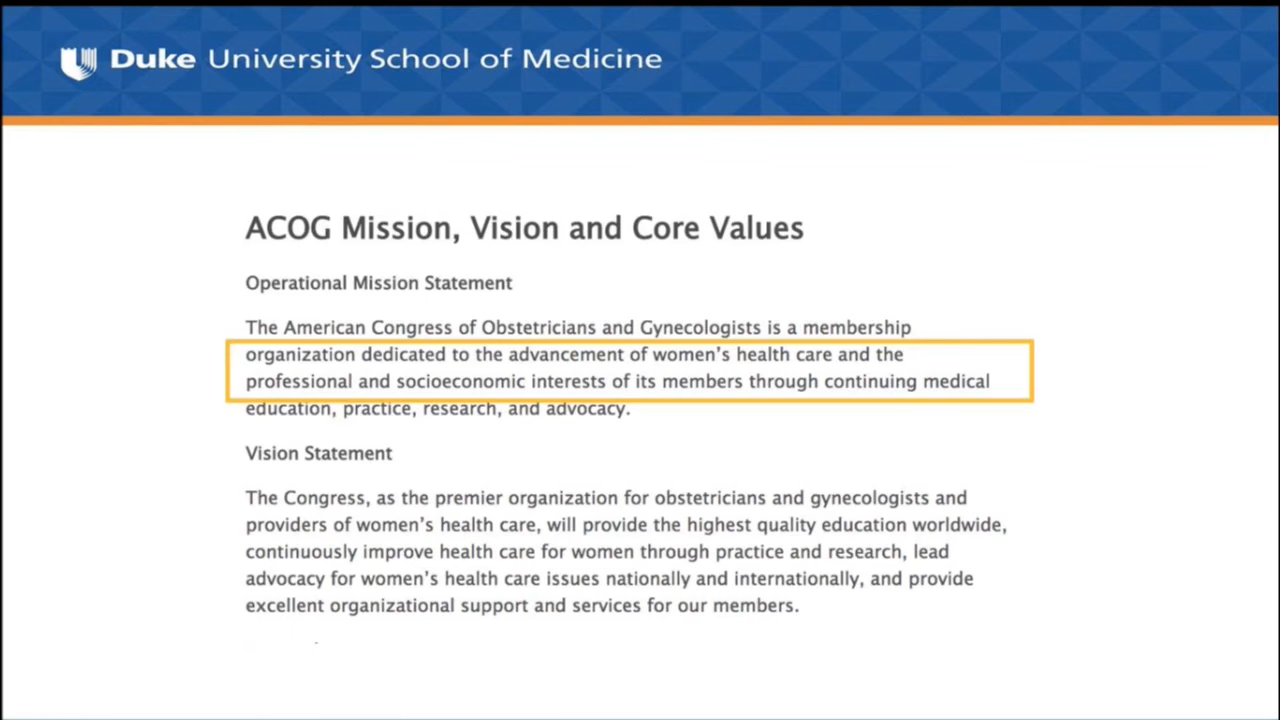 Duke University School of Medicine
ACOG Mission, Vision and Core Values
Operational Mission Statement
The American Congress of Obstetricians and Gynecologists is a membership
organization dedicated to the advancement of women's health care and the
professional and socioeconomic interests of its members through continuing medical
education, practice, research, and advocacy.
Vision Statement
The Congress, as the premier organization for obstetricians and gynecologists and
providers of women's health care, will provide the highest quality education worldwide,
continuously improve health care for women through practice and research, lead
advocacy for women's health care issues nationally and internationally, and provide
excellent organizational support and services for our members.